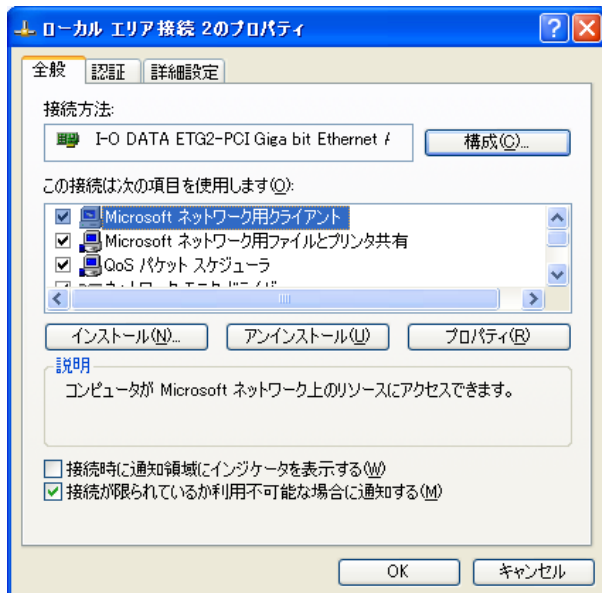 ローカル エリア接続 2のプロパティ
全般
認証
詳細設定
接続方法:
I-O DATA ETG2-PCI Giga bit Ethernet
構成(C)...
この接続は次の項目を使用します(O):
Microsoft ネットワーク用クライアント
Microsoft ネットワーク用ファイルとプリンタ共有
QoS パケット スケジューラ
インストール(N)...
アンインストール(U)
プロパティ(R)
説明
コンピュータが Microsoft ネットワーク上のリソースにアクセスできます。
接続時に通知領域にインジケータを表示する(W)
接続が限られているか利用不可能な場合に通知する(M)
OK
キャンセル